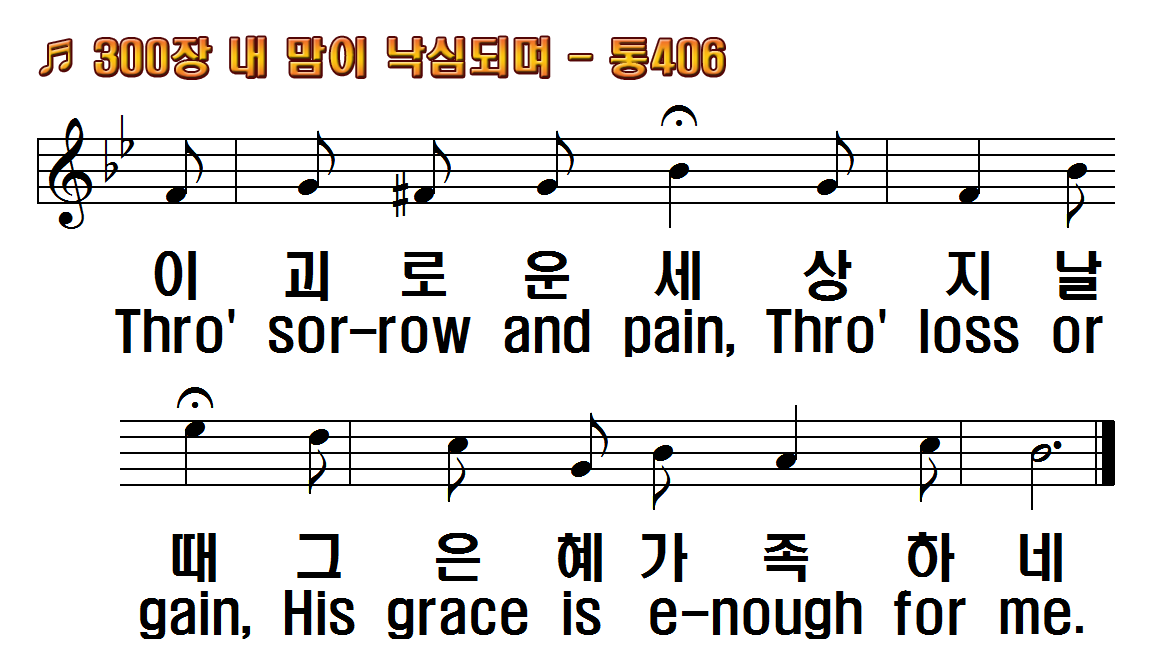 300장 내 맘이 낙심되며 - 통406
이 괴 로 운 세 상 지 날
Thro' sor-row and pain, Thro' loss or
때 그 은 혜 가 족 하 네
gain, His grace is e-nough for me.